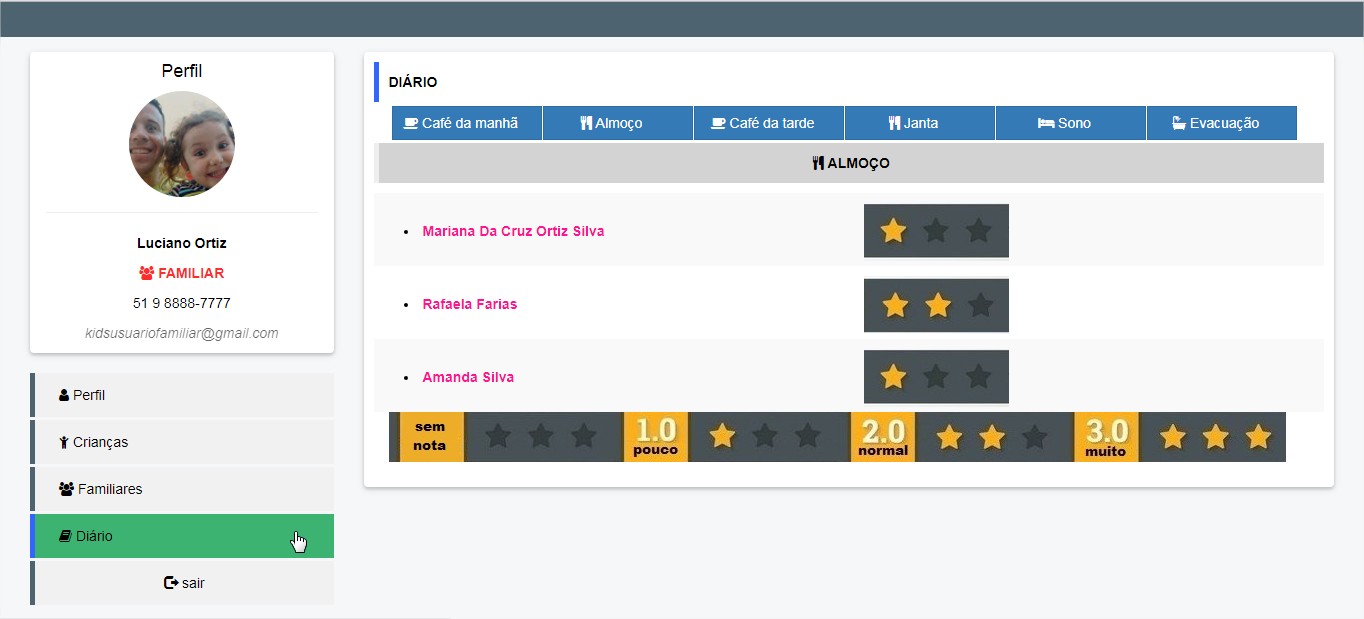 Perfil
Luciano Ortiz
FAMILIAR
51 9 8888-7777
kidsusuariofamiliar@gmail.com
Perfil
Crianças
Familiares
Diário
sair
DIÁRIO
Café da manhã
Almoço
Café da tarde
Janta
Sono
Evacuação
ALMOÇO
Mariana Da Cruz Ortiz Silva
Rafaela Farias
Amanda Silva
sem
nota
1.0
pouco
2.0
normal
3.0
muito